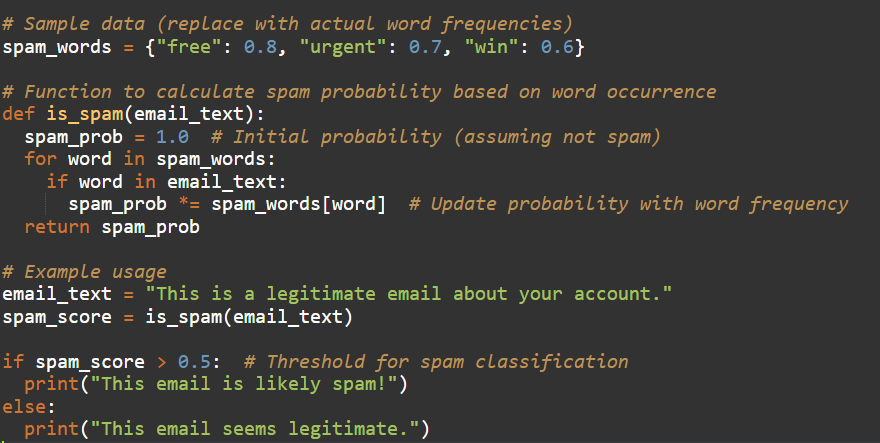 # Sample data (replace with actual word frequencies)
spam_words = {"free": 0.8, "urgent": 0.7, "win": 0.6}

# Function to calculate spam probability based on word occurrence
def is_spam(email_text):
  spam_prob = 1.0  # Initial probability (assuming not spam)
  for word in spam_words:
    if word in email_text:
      spam_prob *= spam_words[word]  # Update probability with word frequency
  return spam_prob

# Example usage
email_text = "This is a legitimate email about your account."
spam_score = is_spam(email_text)

if spam_score > 0.5:  # Threshold for spam classification
  print("This email is likely spam!")
else:
  print("This email seems legitimate.")